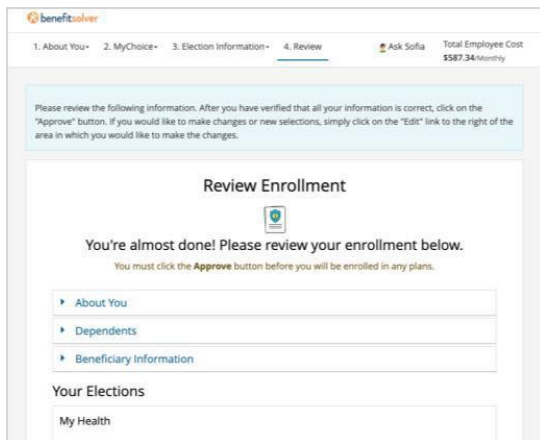 benefitsolver
1. About You
2. MyChoice
3. Election Information
4. Review
Ask Sofia
Total Employee Cost
$587.34/Monthly
Please review the following information. After you have verified that all your information is correct, click on the
"Approve" button. If you would like to make changes or new selections, simply click on the "Edit" link to the right of the
area in which you would like to make the changes.
Review Enrollment
You're almost done! Please review your enrollment below.
You must click the Approve button before you will be enrolled in any plans.
About You
Dependents
Beneficiary Information
Your Elections
My Health